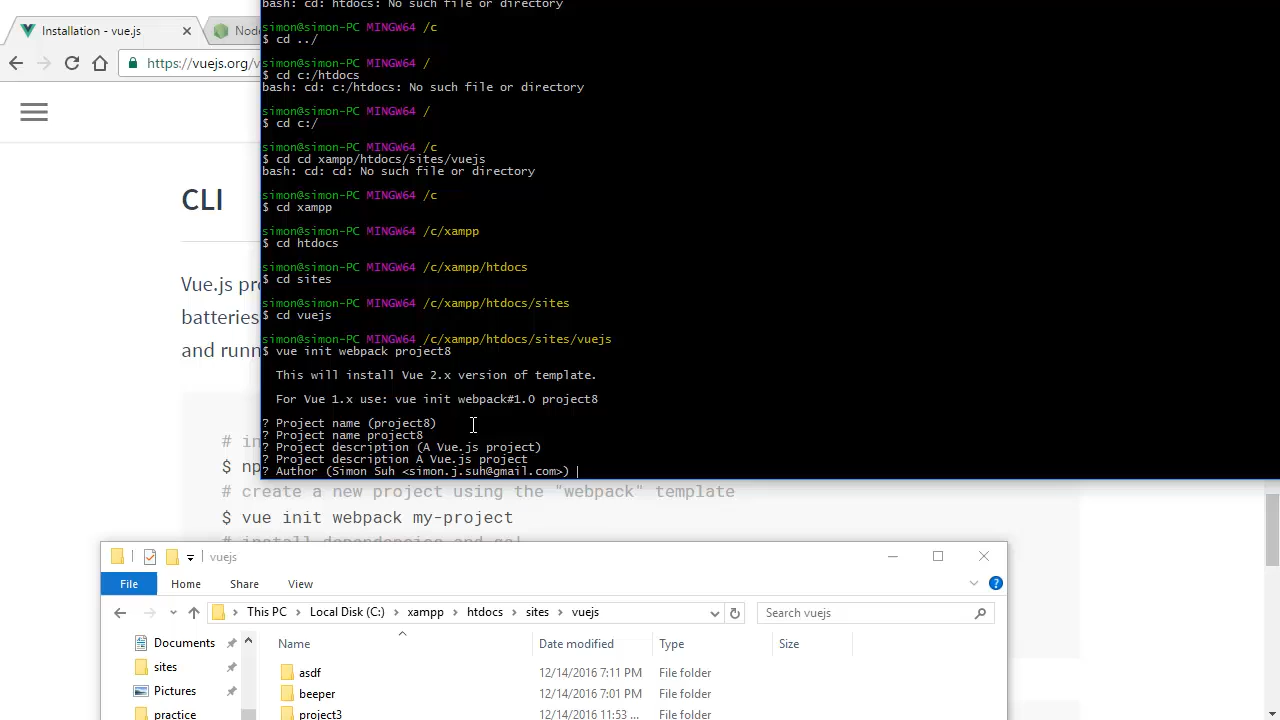 bash: cd: htdocs: No such file or directory
simon@simon-PC MINGW64 /c
$ cd ../
simon@simon-PC MINGW64 /
$ cd c:/htdocs
bash: cd: c:/htdocs: No such file or directory
simon@simon-PC MINGW64 /
$ cd c:/
simon@simon-PC MINGW64 /c
$ cd cd xampp/htdocs/sites/vuejs
bash: cd: cd: No such file or directory
simon@simon-PC MINGW64 /c
$ cd xampp
simon@simon-PC MINGW64 /c/xampp
$ cd htdocs
simon@simon-PC MINGW64 /c/xampp/htdocs
$ cd sites
simon@simon-PC MINGW64 /c/xampp/htdocs/sites
$ cd vuejs
simon@simon-PC MINGW64 /c/xampp/htdocs/sites/vuejs
$ vue init webpack project8
This will install Vue 2.x version of template.
For Vue 1.x use: vue init webpack#1.0 project8
? Project name (project8)
? Project name project8
? Project description (A Vue.js project)
? Project description A Vue.js project
? Author (Simon Suh <simon.j.suh@gmail.com>)
Installation - vue.js
Nod
https://vuejs.org/v
CLI
Vue.js pr
batteries
and runn
# in
$ np
# create a new project using the "webpack" template
$ vue init webpack my-project
vuejs
File Home Share View
This PC Local Disk (C:) xampp htdocs sites vuejs Search vuejs
Documents
sites
Pictures
practice
Name Date modified Type Size
asdf 12/14/2016 7:11 PM File folder
beeper 12/14/2016 7:01 PM File folder
project3 12/14/2016 11:53 ... File folder